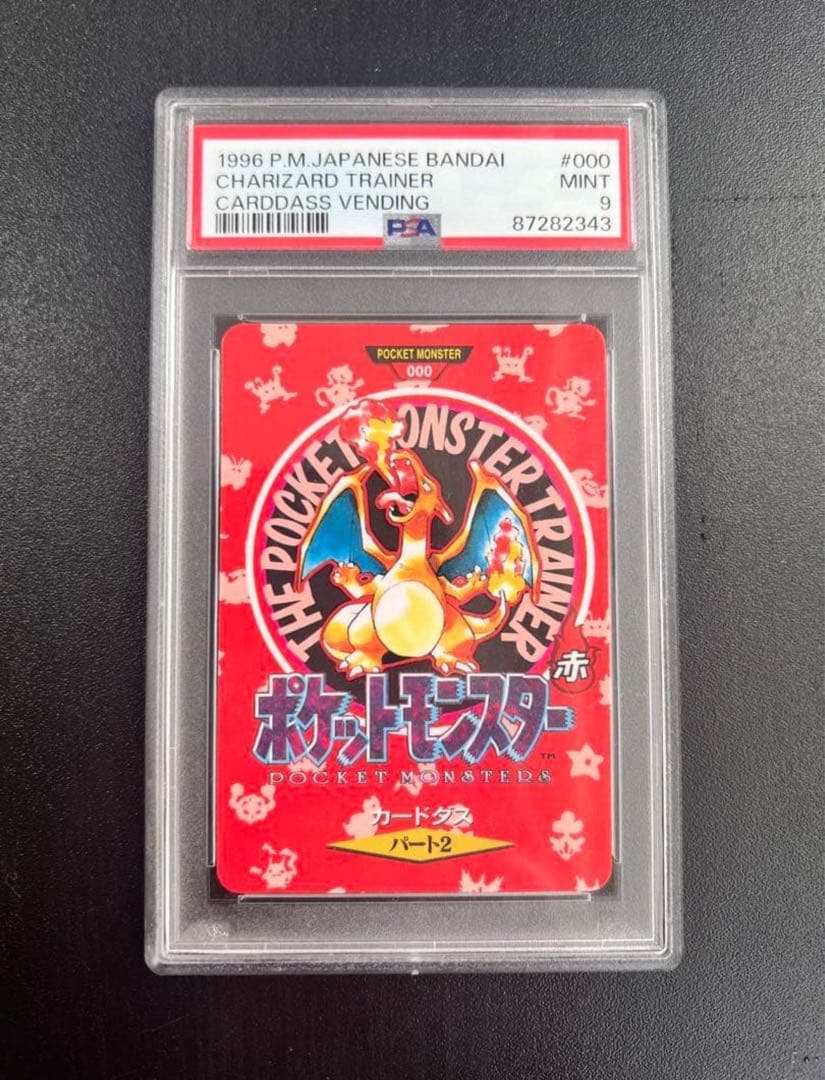 1996 P.M.JAPANESE BANDAI #000
CHARIZARD TRAINER MINT
CARDDASS VENDING 9
PSA 87282343
POCKET MONSTER
000
THE POCKET MONSTER TRAINER
赤
ポケットモンスター
TM
POCKET MONSTERS
カードダス
パート2